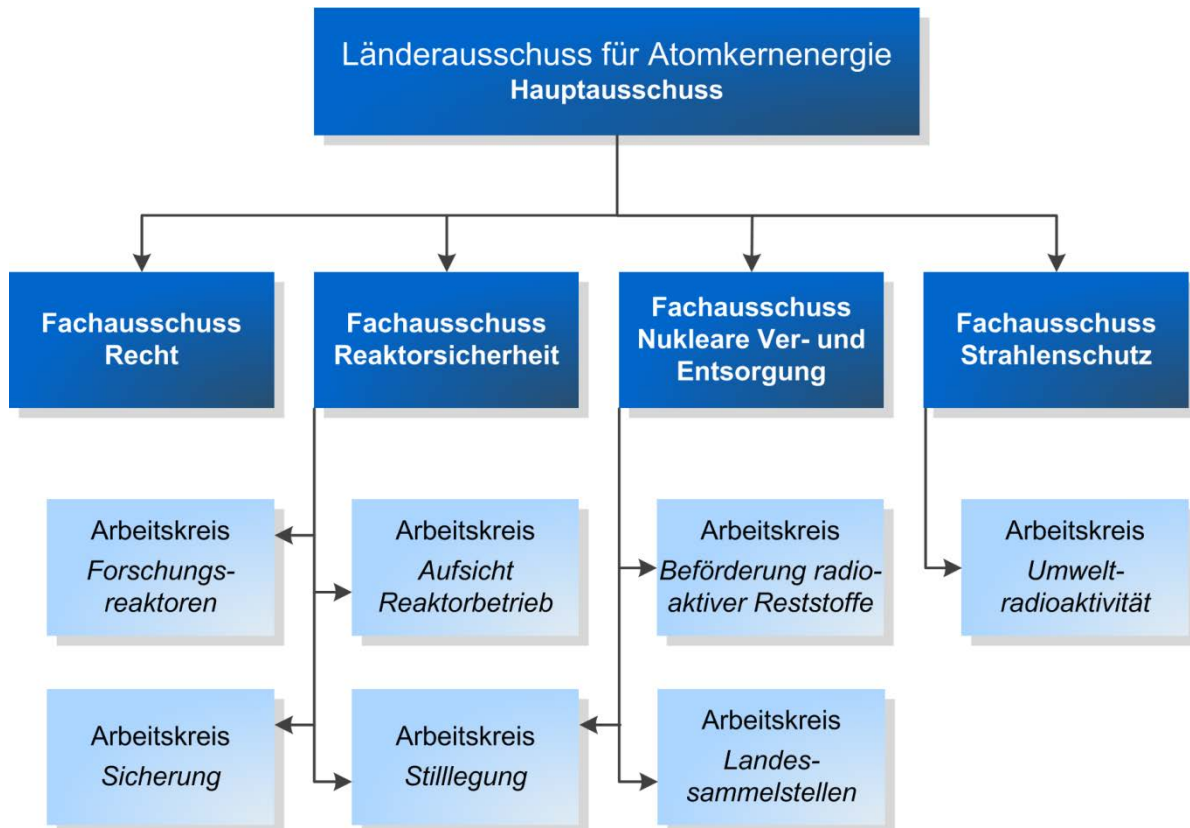 Länderausschuss für Atomkernenergie
Hauptausschuss
Fachausschuss
Recht
Fachausschuss
Reaktorsicherheit
Fachausschuss
Nukleare Ver- und
Entsorgung
Fachausschuss
Strahlenschutz
Arbeitskreis
Forschungs-
reaktoren
Arbeitskreis
Aufsicht
Reaktorbetrieb
Arbeitskreis
Beförderung radio-
aktiver Reststoffe
Arbeitskreis
Umwelt-
radioaktivität
Arbeitskreis
Sicherung
Arbeitskreis
Stilllegung
Arbeitskreis
Landes-
sammelstellen